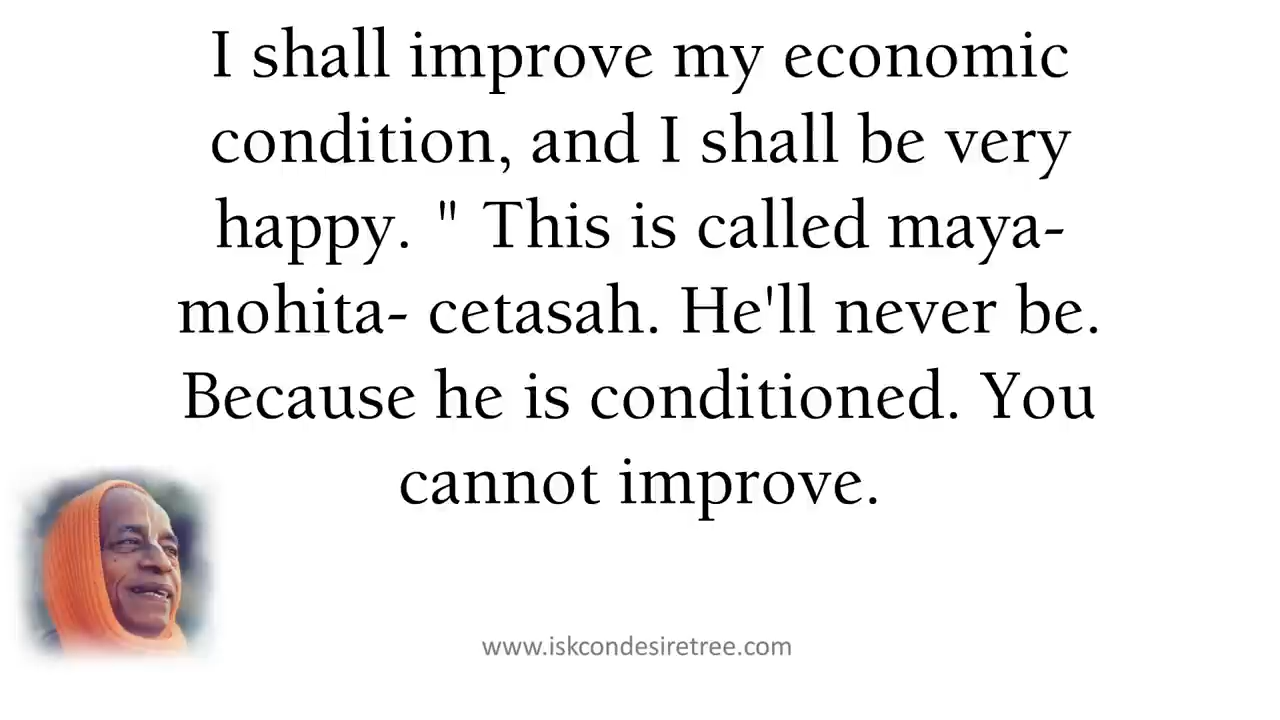 I shall improve my economic
condition, and I shall be very
happy. " This is called maya-
mohita- cetasah. He'll never be.
Because he is conditioned. You
cannot improve.
www.iskcondesiretree.com